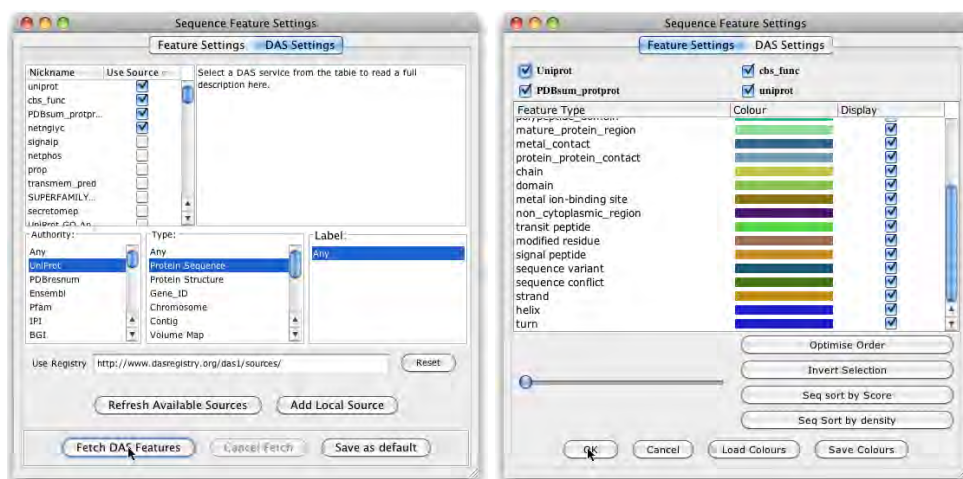 Sequence Feature Settings
Feature Settings DAS Settings
Nickname Use Source
uniprot
cbs_func
PDBsum_protpr...
netnglyc
signalp
netphos
prop
transmem_pred
SUPERFAMILY...
secretomep
UniProt GO An
Select a DAS service from the table to read a full
description here.
Authority:
Any
UniProt
PDBresnum
Ensembl
Pfam
IPI
BGI
Type:
Any
Protein Sequence
Protein Structure
Gene_ID
Chromosome
Contig
Volume Map
Label:
Any
Use Registry http://www.dasregistry.org/das1/sources/ Reset
Refresh Available Sources Add Local Source
Fetch DAS Features Cancel Fetch Save as default
Sequence Feature Settings
Feature Settings DAS Settings
Uniprot cbs_func
PDBsum_protprot uniprot
Feature Type Colour Display
polypeptide_domain
mature_protein_region
metal_contact
protein_protein_contact
chain
domain
metal ion-binding site
non_cytoplasmic_region
transit peptide
modified residue
signal peptide
sequence variant
sequence conflict
strand
helix
turn
Optimise Order
Invert Selection
Seq sort by Score
Seq Sort by density
OK Cancel Load Colours Save Colours